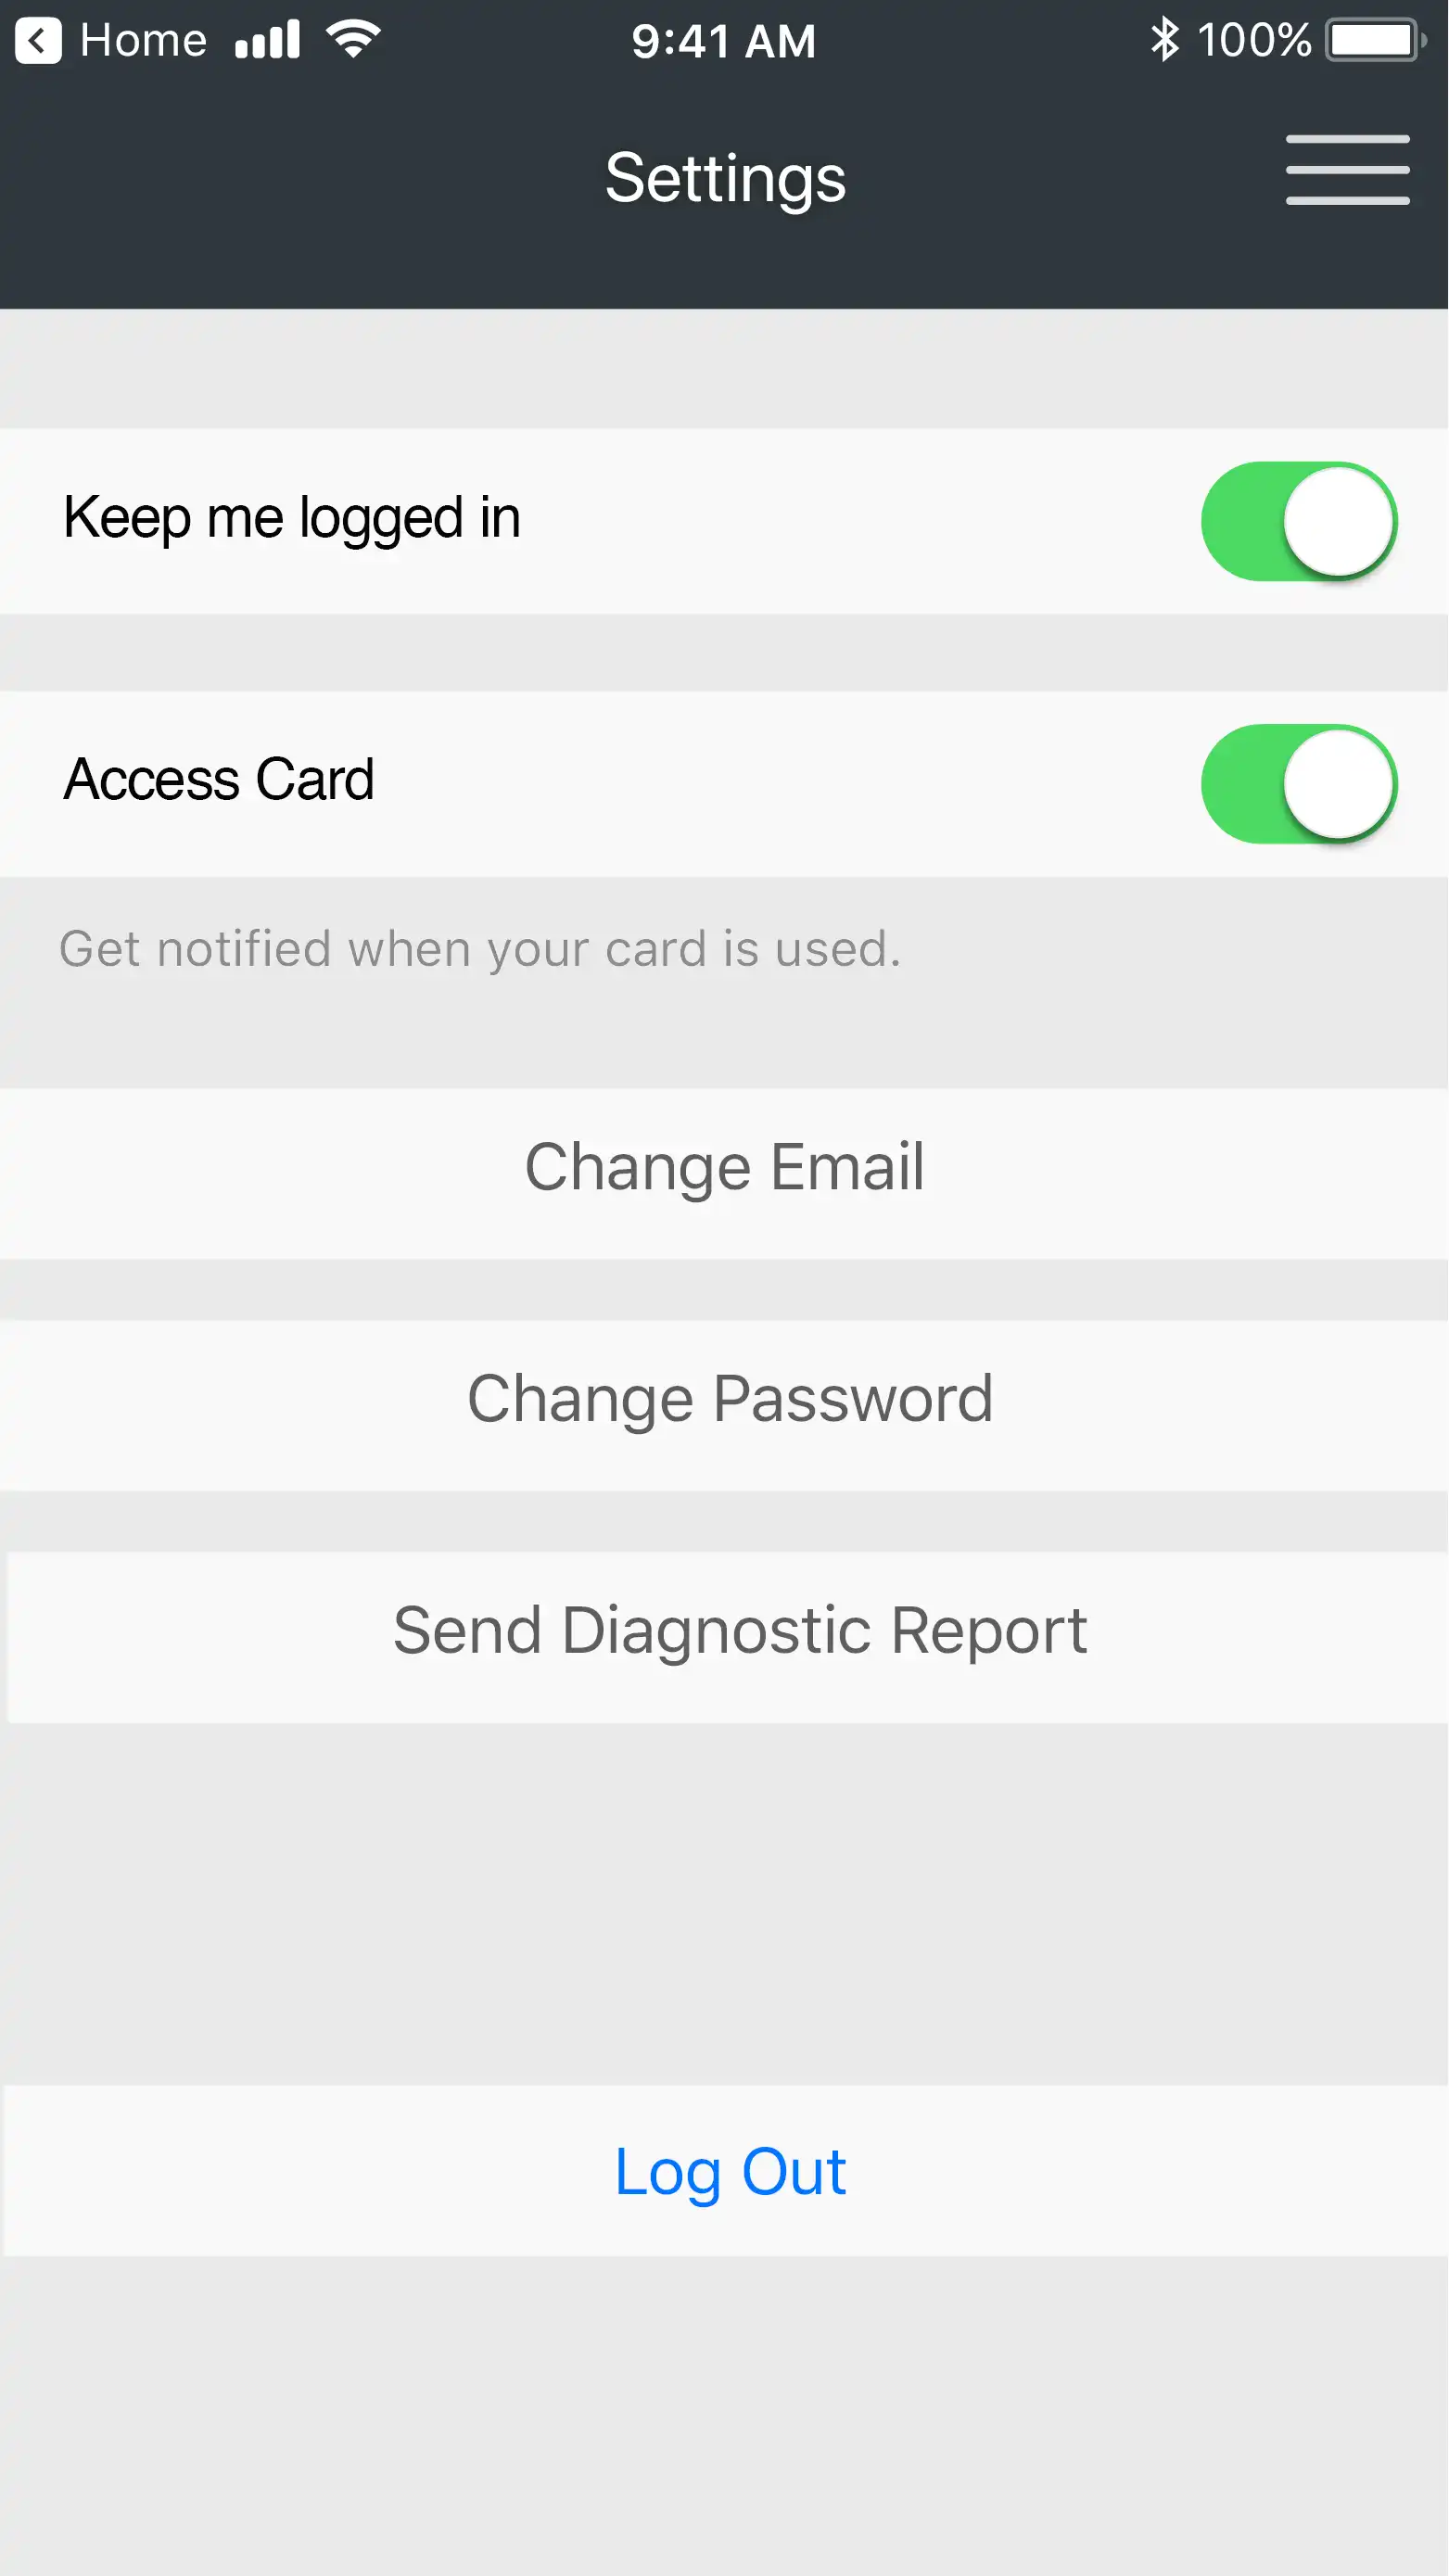 Home 9:41 AM 100%
Settings
Keep me logged in
Access Card
Get notified when your card is used.
Change Email
Change Password
Send Diagnostic Report
Log Out